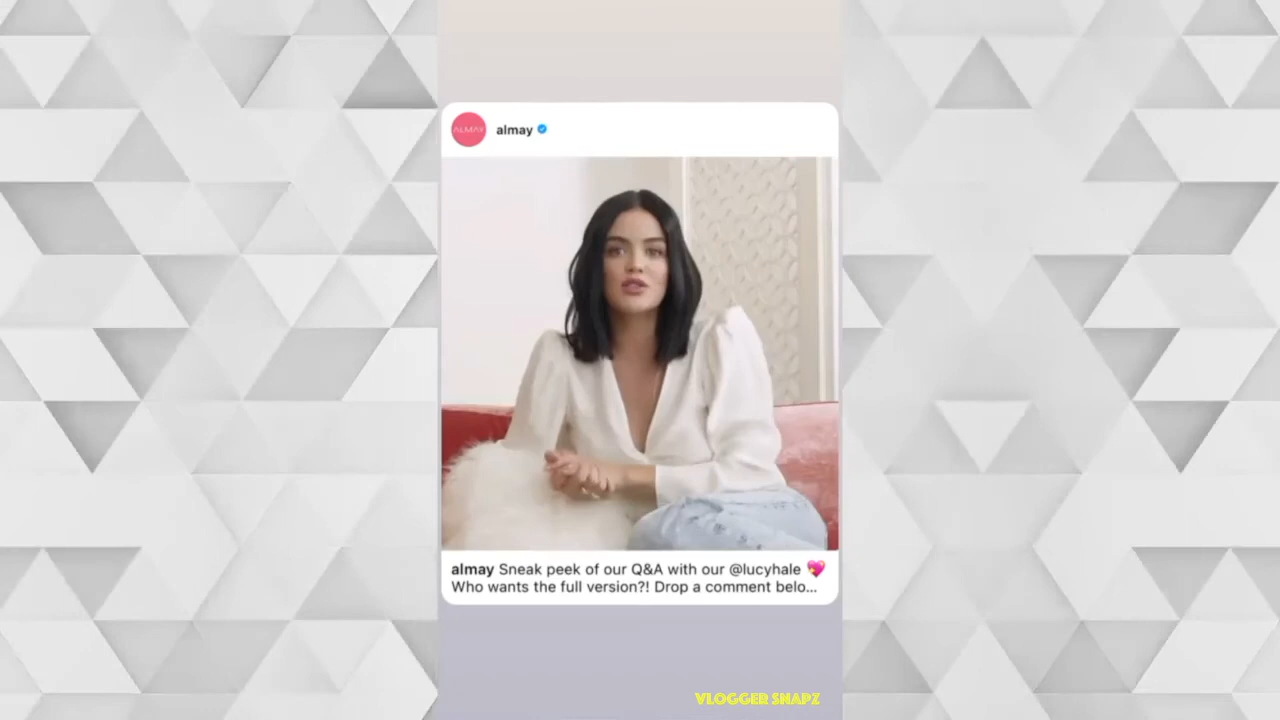 ALMAY
almay
almay Sneak peek of our Q&A with our @lucyhale 💖
Who wants the full version?! Drop a comment belo...
VLOGGER SNAPZ